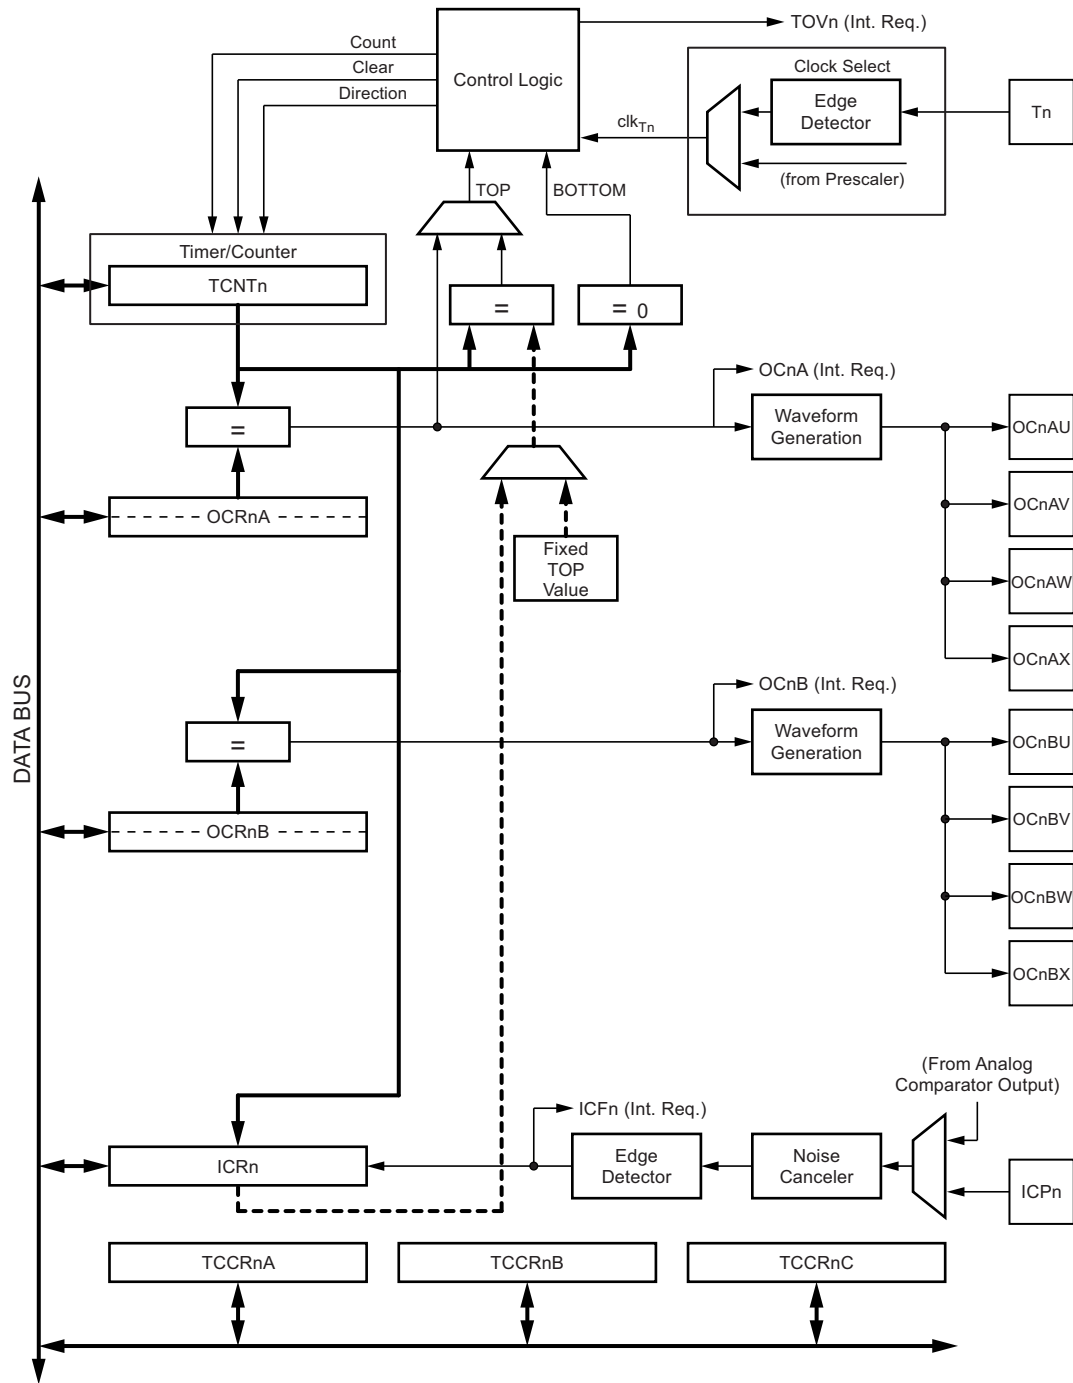 TOVn (Int. Req.)
Count
Clear
Direction
Control Logic
Clock Select
Edge
Detector
Tn
clkTn
(from Prescaler)
TOP
BOTTOM
Timer/Counter
TCNTn
=
= 0
OCnA (Int. Req.)
=
Waveform
Generation
OCnAU
OCRnA
OCnAV
Fixed
TOP
Value
OCnAW
OCnAX
DATA BUS
OCnB (Int. Req.)
=
Waveform
Generation
OCnBU
OCRnB
OCnBV
OCnBW
OCnBX
(From Analog
Comparator Output)
ICFn (Int. Req.)
ICRn
Edge
Detector
Noise
Canceler
ICPn
TCCRnA
TCCRnB
TCCRnC